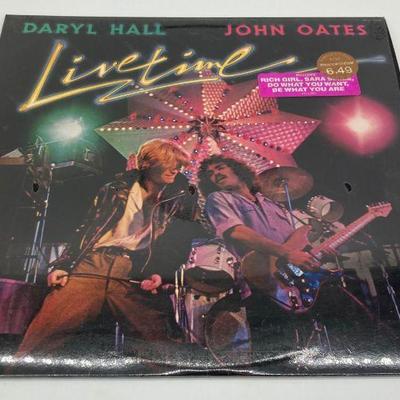 DARYL HALL JOHN OATES
Livetime
6.49
RICH GIRL, SARA SMILE,
DO WHAT YOU WANT,
BE WHAT YOU ARE